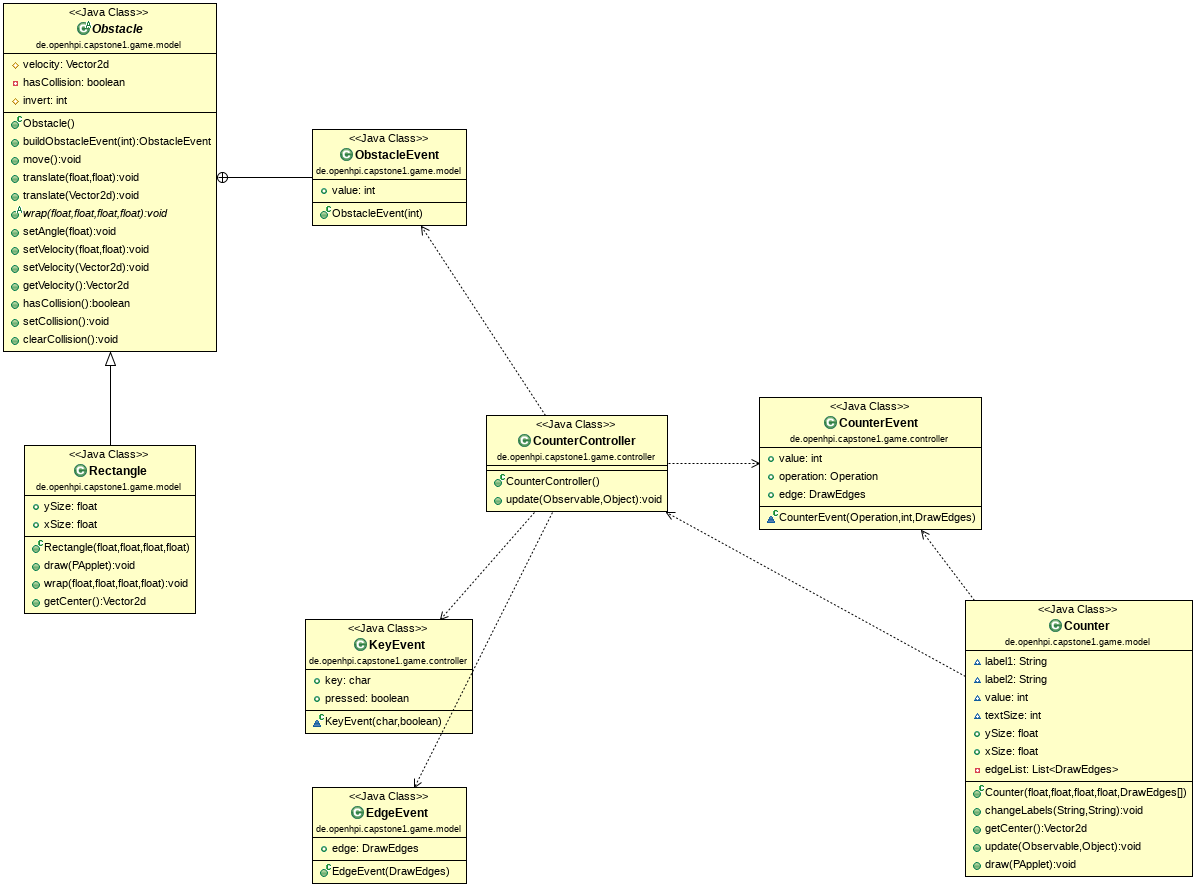 <<Java Class>>
Obstacle
de.openhpi.capstone1.game.model
velocity: Vector2d
hasCollision: boolean
invert: int
Obstacle()
buildObstacleEvent(int):ObstacleEvent
move():void
translate(float,float):void
translate(Vector2d):void
wrap(float,float,float,float):void
setAngle(float):void
setVelocity(float,float):void
setVelocity(Vector2d):void
getVelocity():Vector2d
hasCollision():boolean
setCollision():void
clearCollision():void
<<Java Class>>
ObstacleEvent
de.openhpi.capstone1.game.model
value: int
ObstacleEvent(int)
<<Java Class>>
Rectangle
de.openhpi.capstone1.game.model
ySize: float
xSize: float
Rectangle(float,float,float,float)
draw(PApplet):void
wrap(float,float,float,float):void
getCenter():Vector2d
<<Java Class>>
CounterController
de.openhpi.capstone1.game.controller
CounterController()
update(Observable,Object):void
<<Java Class>>
CounterEvent
de.openhpi.capstone1.game.controller
value: int
operation: Operation
edge: DrawEdges
CounterEvent(Operation,int,DrawEdges)
<<Java Class>>
KeyEvent
de.openhpi.capstone1.game.controller
key: char
pressed: boolean
KeyEvent(char,boolean)
<<Java Class>>
EdgeEvent
de.openhpi.capstone1.game.model
edge: DrawEdges
EdgeEvent(DrawEdges)
<<Java Class>>
Counter
de.openhpi.capstone1.game.model
label1: String
label2: String
value: int
textSize: int
ySize: float
xSize: float
edgeList: List<DrawEdges>
Counter(float,float,float,float,DrawEdges[])
changeLabels(String,String):void
getCenter():Vector2d
update(Observable,Object):void
draw(PApplet):void